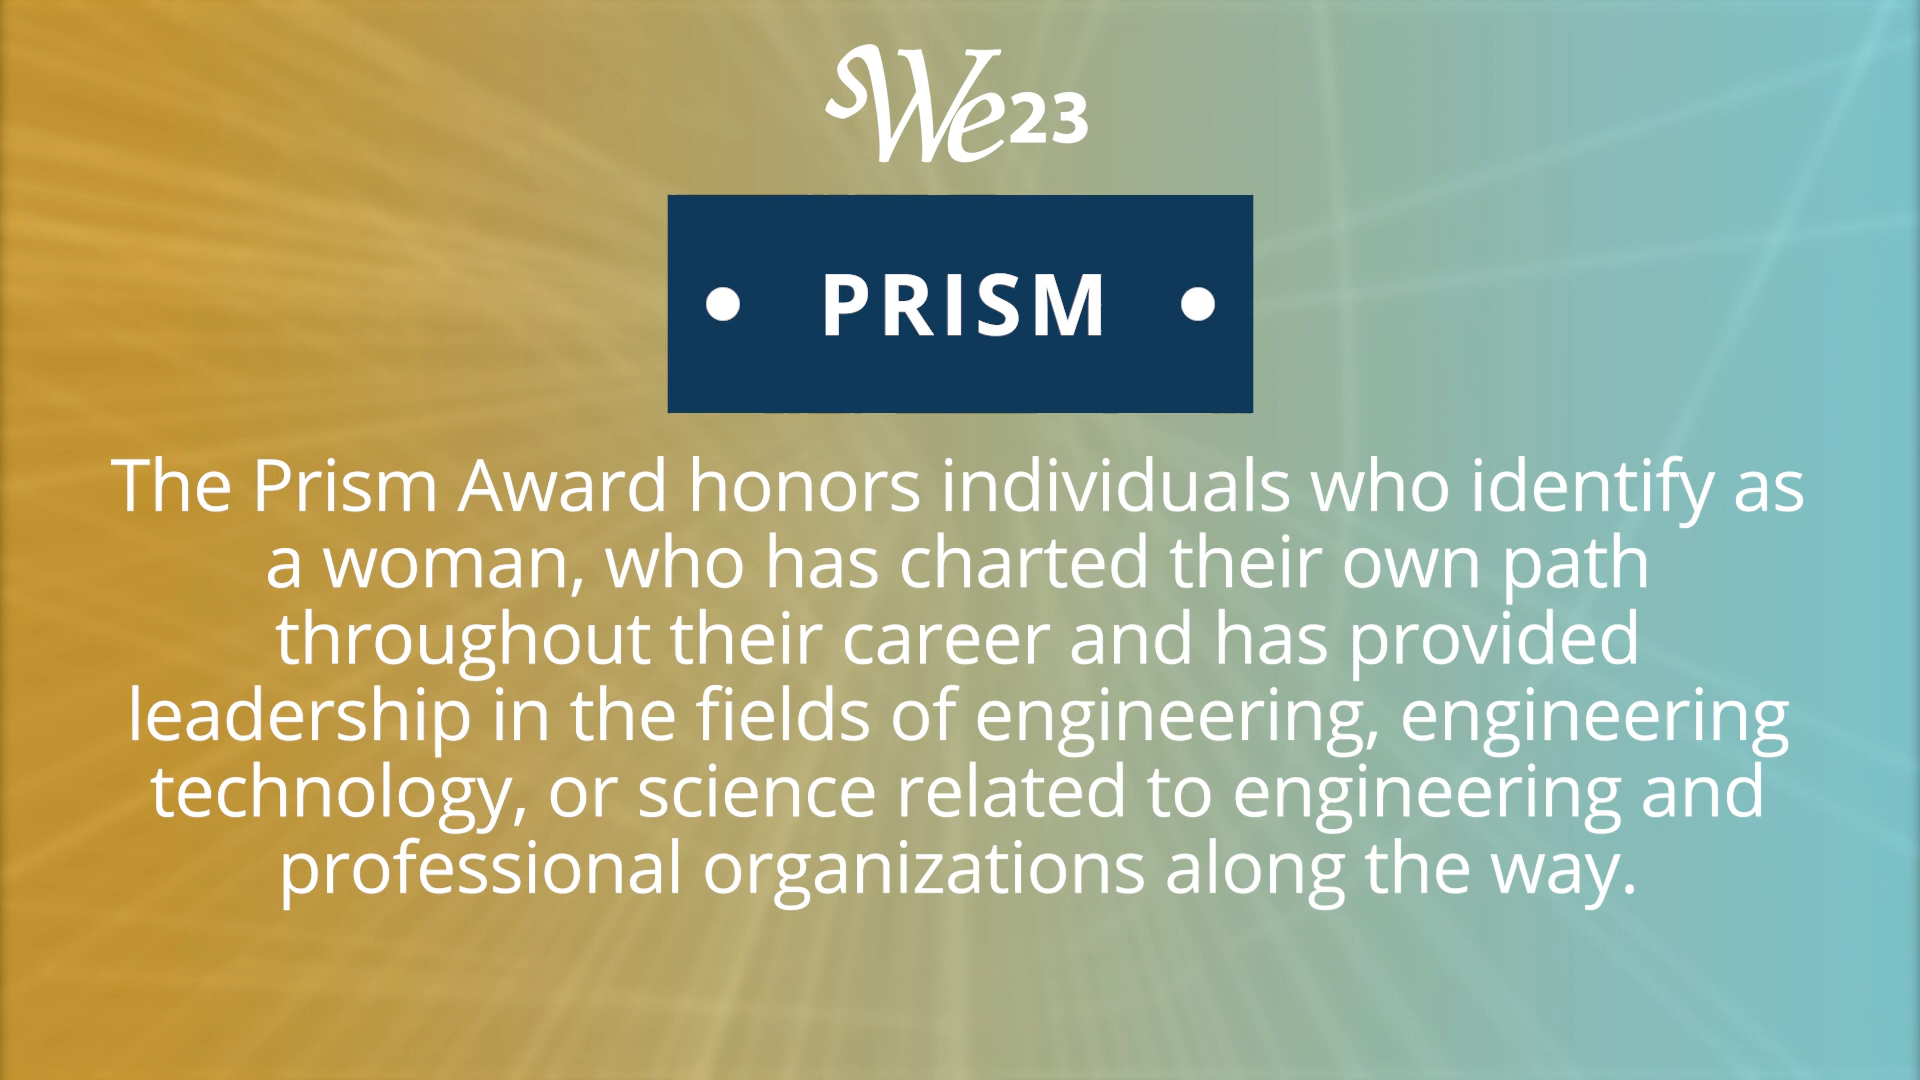 SWe23
• PRISM •
The Prism Award honors individuals who identify as
a woman, who has charted their own path
throughout their career and has provided
leadership in the fields of engineering, engineering
technology, or science related to engineering and
professional organizations along the way.